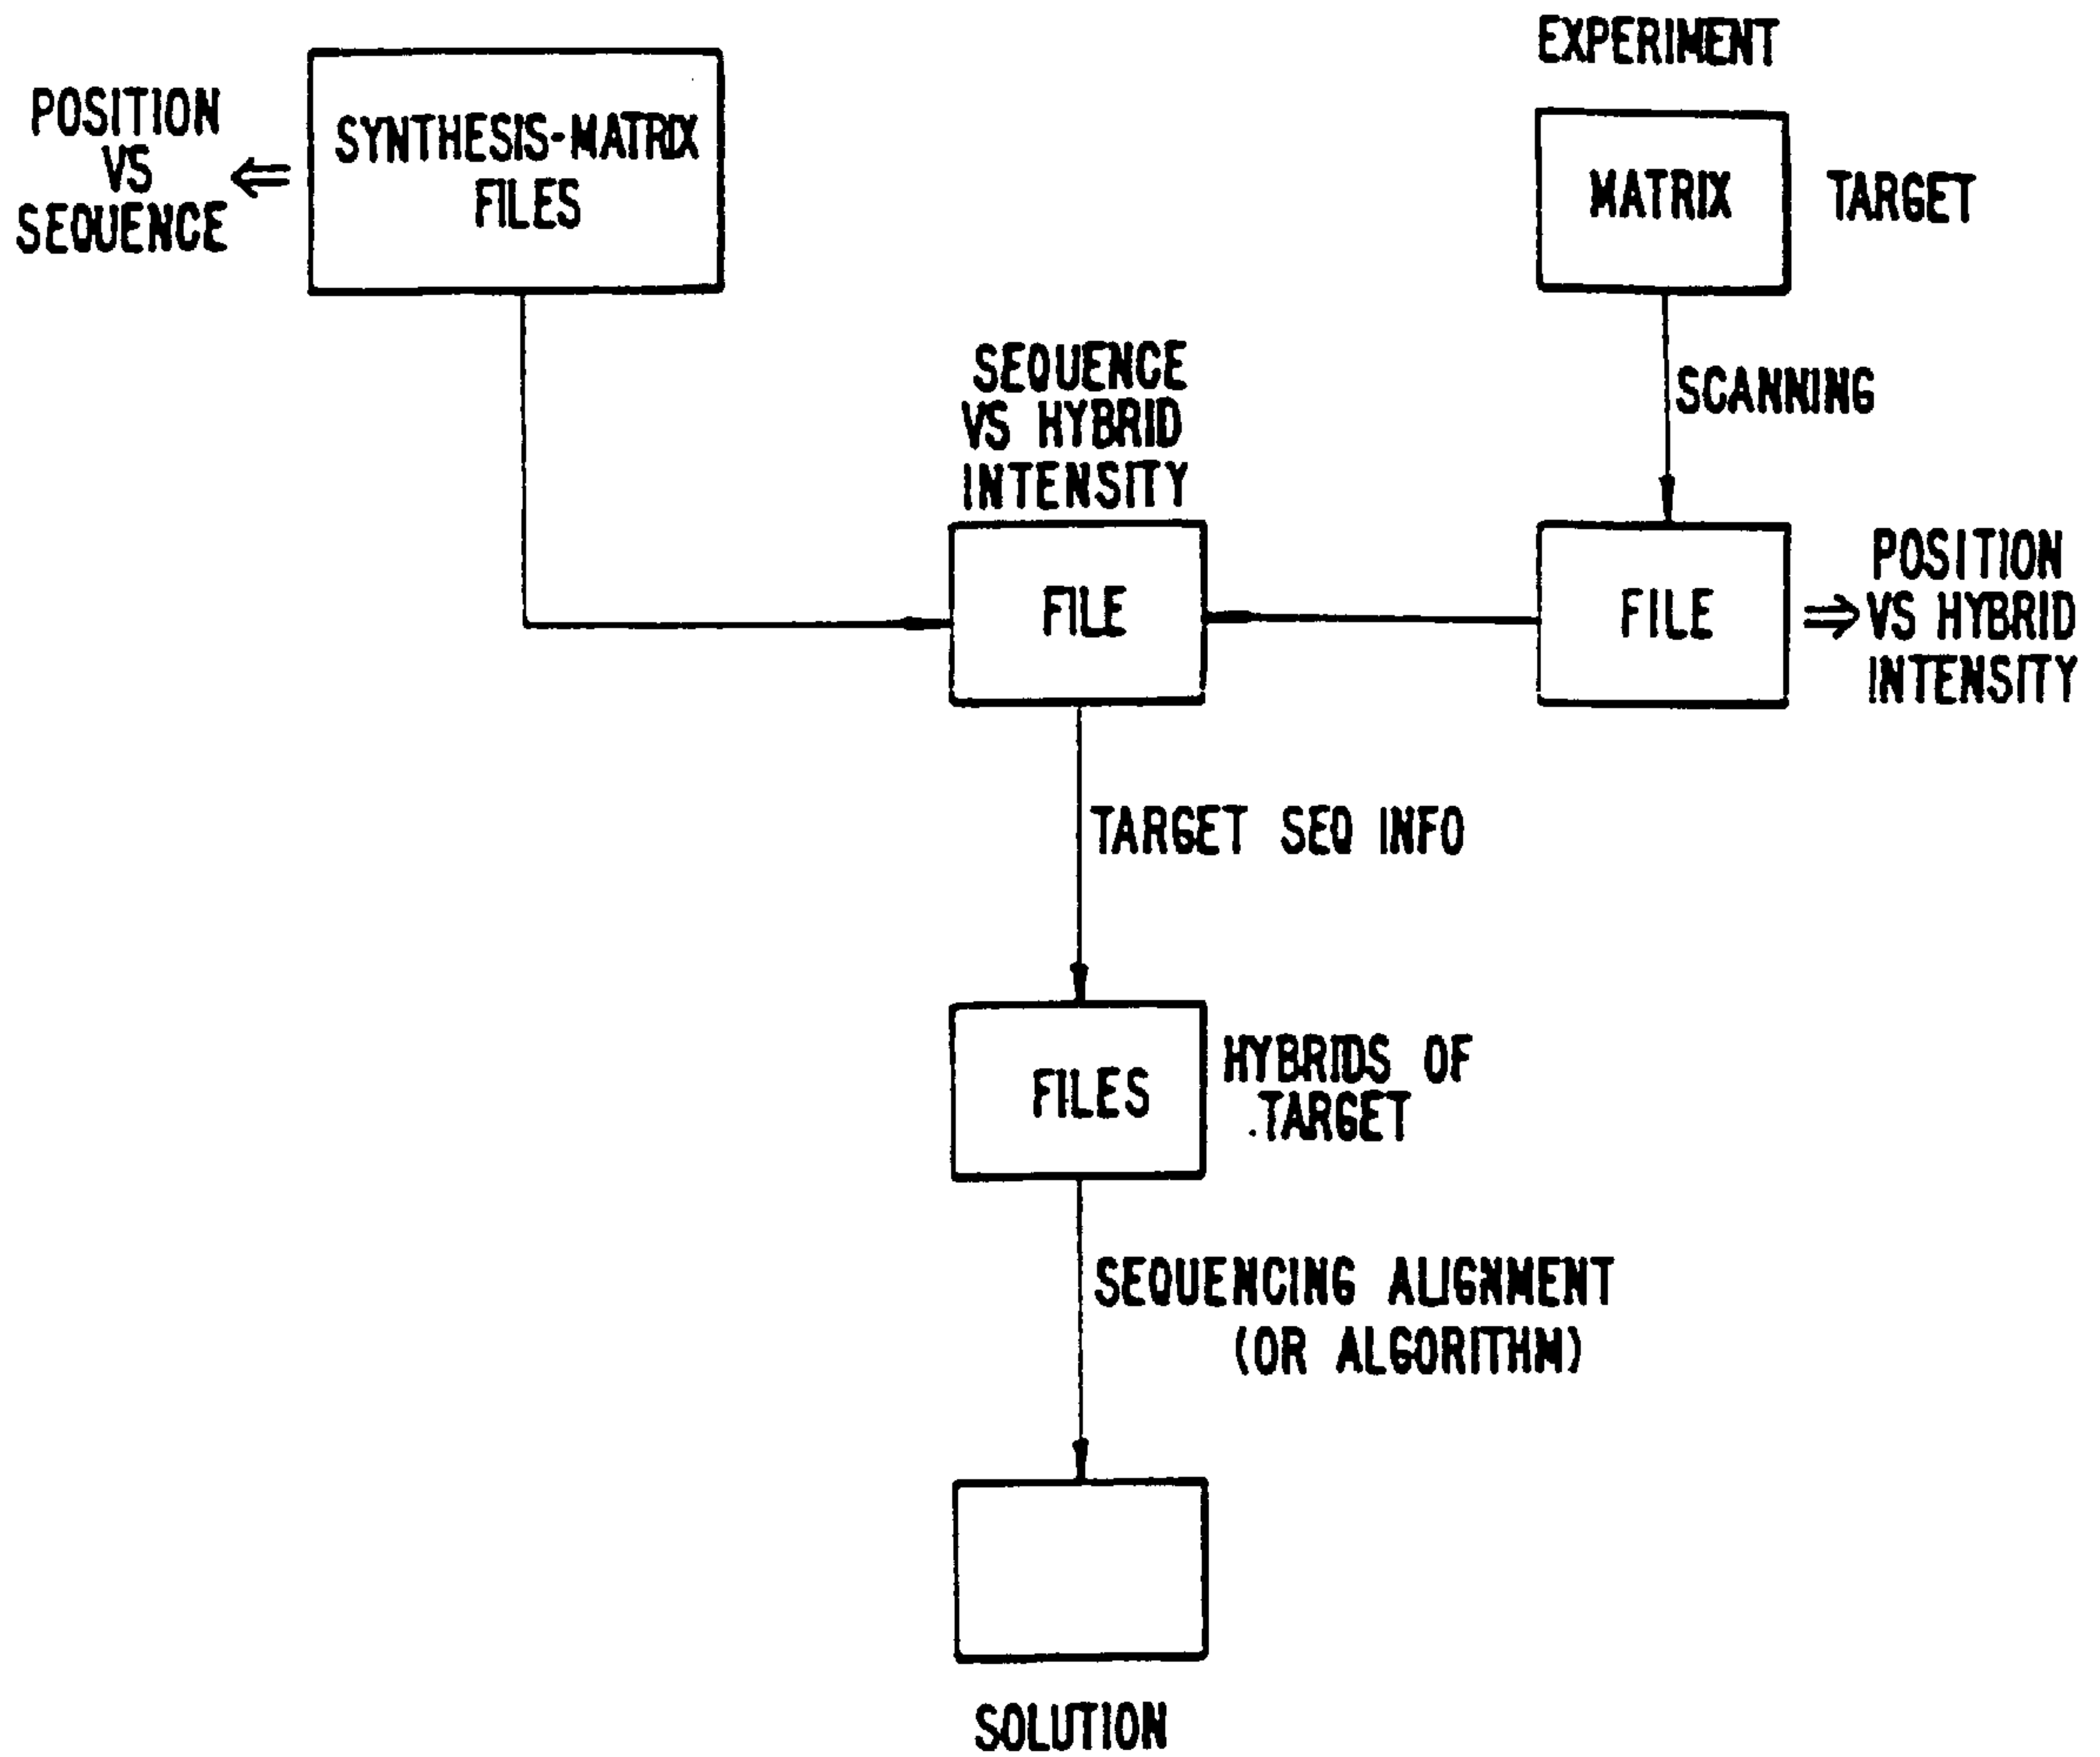 EXPERIMENT
POSITION
VS
SEQUENCE
SYNTHESIS-MATRIX
FILES
MATRIX
TARGET
SCANNING
SEQUENCE
VS HYBRID
INTENSITY
FILE
FILE
POSITION
VS HYBRID
INTENSITY
TARGET SEQ INFO
FILES
HYBRIDS OF
TARGET
SEQUENCING ALIGNMENT
(OR ALGORITHM)
SOLUTION